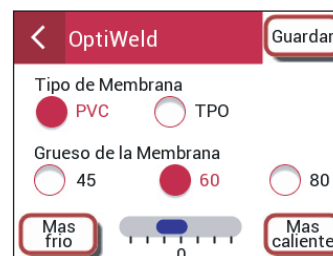 OptiWeld
Guardar
Tipo de Membrana
PVC TPO
Grueso de la Membrana
45 60 80
Mas
frio
0
Mas
caliente